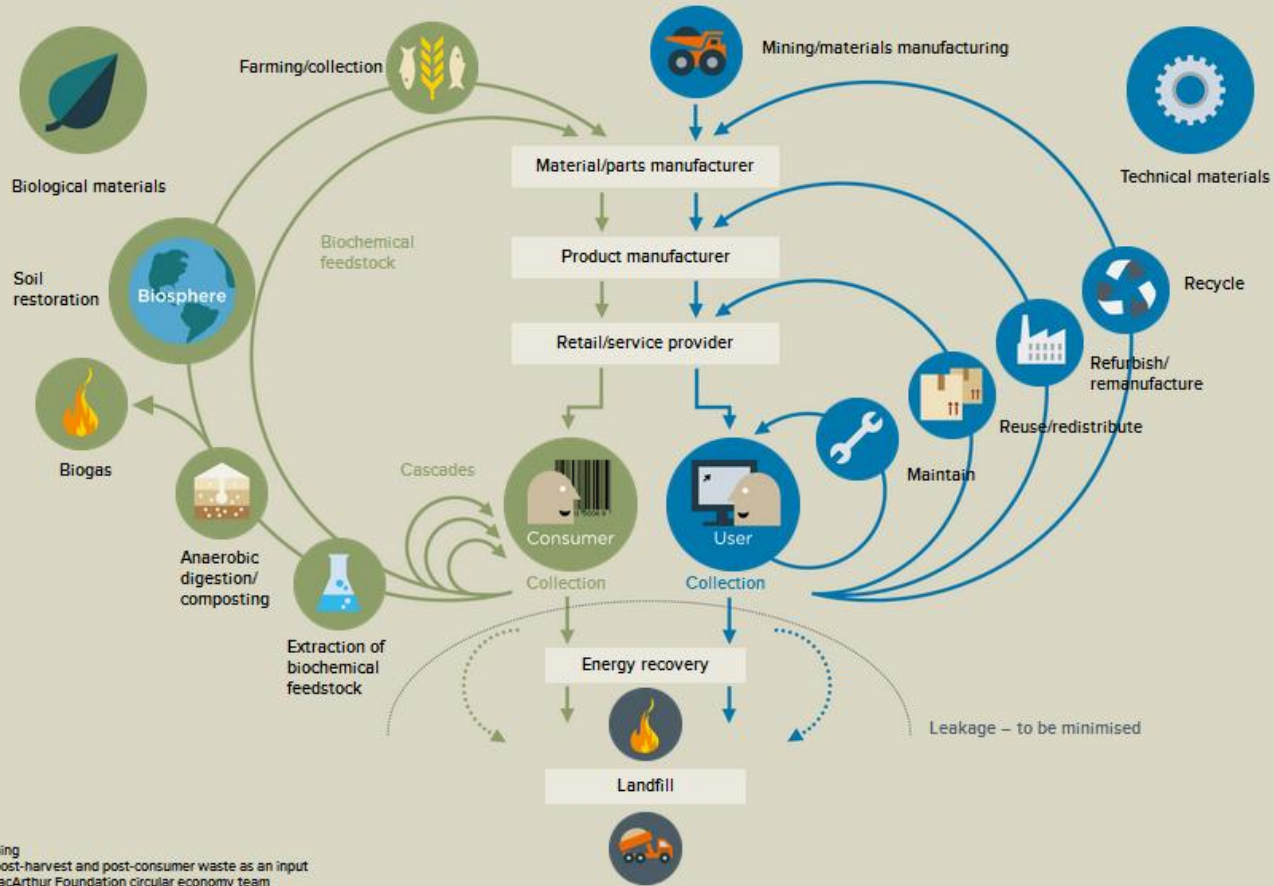 Farming/collection
Mining/materials manufacturing
Biological materials
Technical materials
Material/parts manufacturer
Biochemical
feedstock
Product manufacturer
Soil
restoration
Biosphere
Recycle
Retail/service provider
Refurbish/
remanufacture
Reuse/redistribute
Biogas
Cascades
Maintain
Consumer
User
Anaerobic
digestion/
composting
Collection
Collection
Extraction of
biochemical
feedstock
Energy recovery
Leakage – to be minimised
Landfill
ing
ost-harvest and post-consumer waste as an input
acArthur Foundation circular economy team